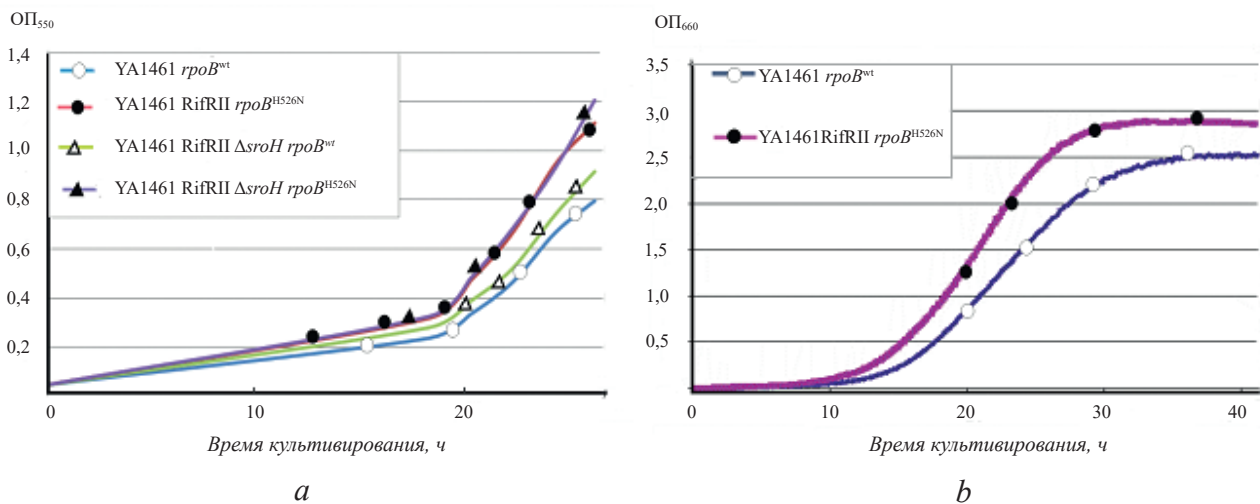 ОП₅₅₀
1,4
1,2
1,0
0,8
0,6
0,4
0,2
YA1461 rpoBʷᵗ
YA1461 RifRII rpoBᴴ⁵²⁶ᴺ
YA1461 RifRII ΔsroH rpoBʷᵗ
YA1461 RifRII ΔsroH rpoBᴴ⁵²⁶ᴺ
0 10 20
Время культивирования, ч
a
ОП₆₆₀
3,5
3,0
2,5
2,0
1,5
1,0
0,5
YA1461 rpoBʷᵗ
YA1461RifRII rpoBᴴ⁵²⁶ᴺ
0 10 20 30 40
Время культивирования, ч
b